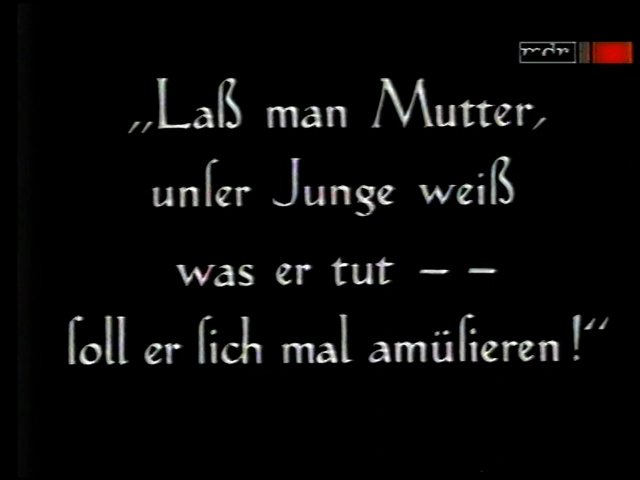 mdr
„Laß man Mutter,
unſer Junge weiß
was er tut – –
ſoll er ſich mal amüſieren!“